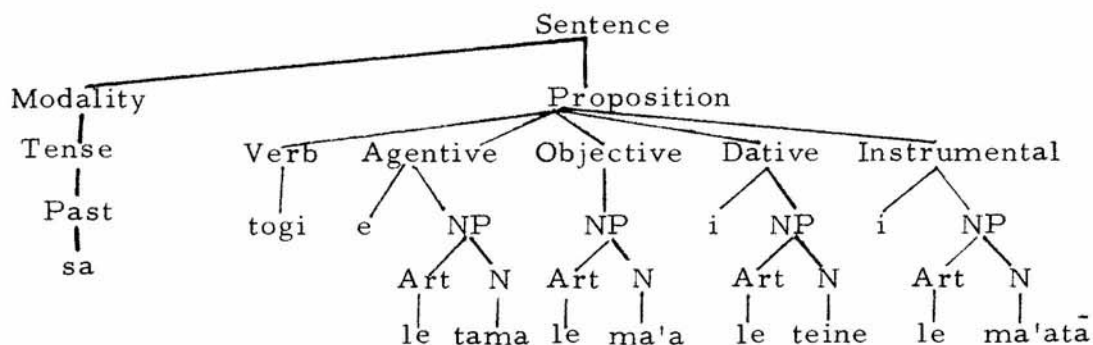 Sentence
Modality Proposition
Tense Verb Agentive Objective Dative Instrumental
Past togi e NP NP i NP i NP
sa Art N Art N Art N Art N
le tama le ma'a le teine le ma'atā